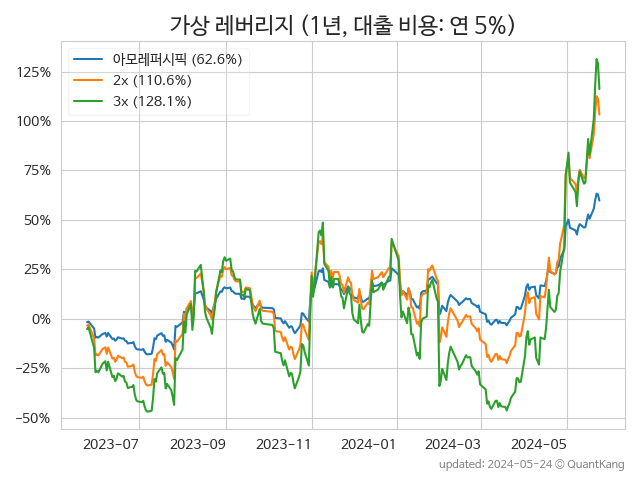 가상 레버리지 (1년, 대출 비용: 연 5%)
아모레퍼시픽 (62.6%)
2x (110.6%)
3x (128.1%)
125%
100%
75%
50%
25%
0%
−25%
−50%
2023-07
2023-09
2023-11
2024-01
2024-03
2024-05
updated: 2024-05-24 © QuantKang